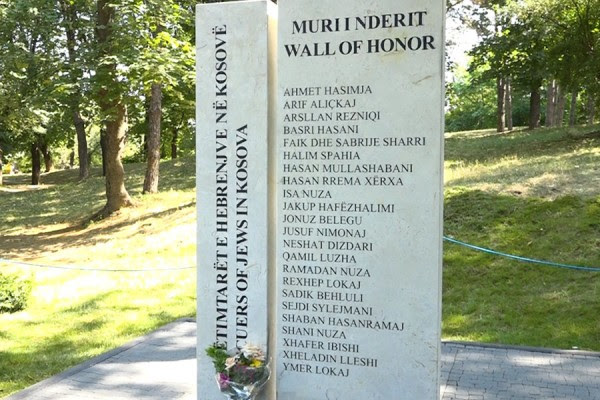 ETIMTARËT E HEBRENJVE NË KOSOVË
CUERS OF JEWS IN KOSOVA
MURI I NDERIT
WALL OF HONOR
AHMET HASIMJA
ARIF ALIÇKAJ
ARSLLAN REZNIQI
BASRI HASANI
FAIK DHE SABRIJE SHARRI
HALIM SPAHIA
HASAN MULLASHABANI
HASAN RREMA XËRXA
ISA NUZA
JAKUP HAFËZHALIMI
JONUZ BELEGU
JUSUF NIMONAJ
NESHAT DIZDARI
QAMIL LUZHA
RAMADAN NUZA
REXHEP LOKAJ
SADIK BEHLULI
SEJDI SYLEJMANI
SHABAN HASANRAMAJ
SHANI NUZA
XHAFER IBISHI
XHELADIN LLESHI
YMER LOKAJ